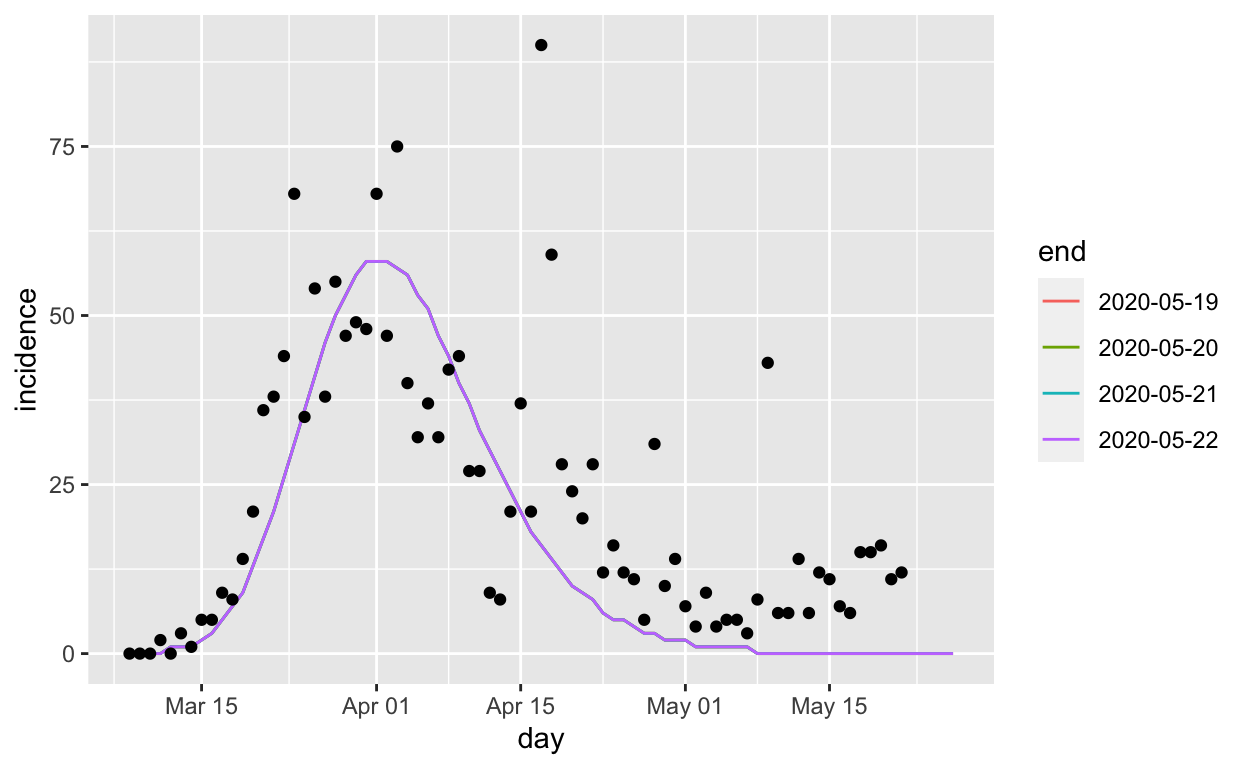 75
50
25
0
incidence
Mar 15
Apr 01
Apr 15
May 01
May 15
day
end
2020-05-19
2020-05-20
2020-05-21
2020-05-22